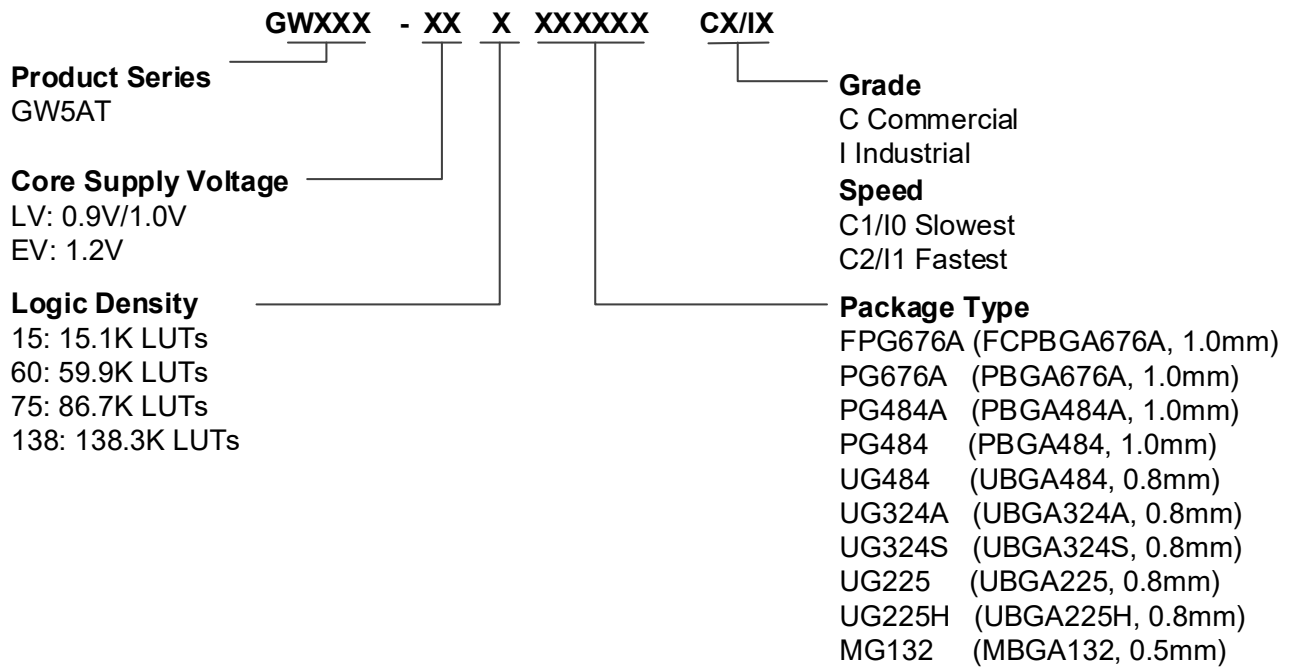 GWXXX - XX X XXXXXX CX/IX
Product Series
GW5AT
Core Supply Voltage
LV: 0.9V/1.0V
EV: 1.2V
Logic Density
15: 15.1K LUTs
60: 59.9K LUTs
75: 86.7K LUTs
138: 138.3K LUTs
Grade
C Commercial
I Industrial
Speed
C1/I0 Slowest
C2/I1 Fastest
Package Type
FPG676A (FCPBGA676A, 1.0mm)
PG676A (PBGA676A, 1.0mm)
PG484A (PBGA484A, 1.0mm)
PG484 (PBGA484, 1.0mm)
UG484 (UBGA484, 0.8mm)
UG324A (UBGA324A, 0.8mm)
UG324S (UBGA324S, 0.8mm)
UG225 (UBGA225, 0.8mm)
UG225H (UBGA225H, 0.8mm)
MG132 (MBGA132, 0.5mm)